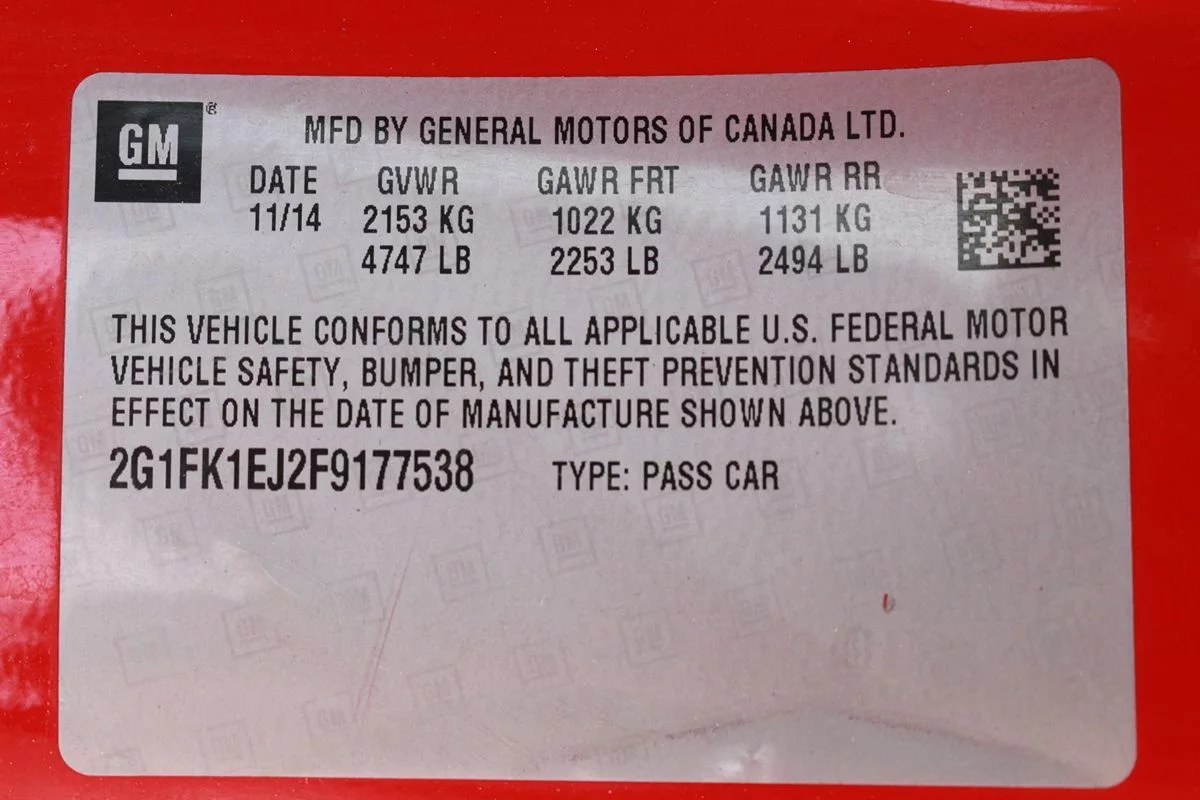 GM®
MFD BY GENERAL MOTORS OF CANADA LTD.
DATE GVWR GAWR FRT GAWR RR
11/14 2153 KG 1022 KG 1131 KG
4747 LB 2253 LB 2494 LB
THIS VEHICLE CONFORMS TO ALL APPLICABLE U.S. FEDERAL MOTOR
VEHICLE SAFETY, BUMPER, AND THEFT PREVENTION STANDARDS IN
EFFECT ON THE DATE OF MANUFACTURE SHOWN ABOVE.
2G1FK1EJ2F9177538 TYPE: PASS CAR